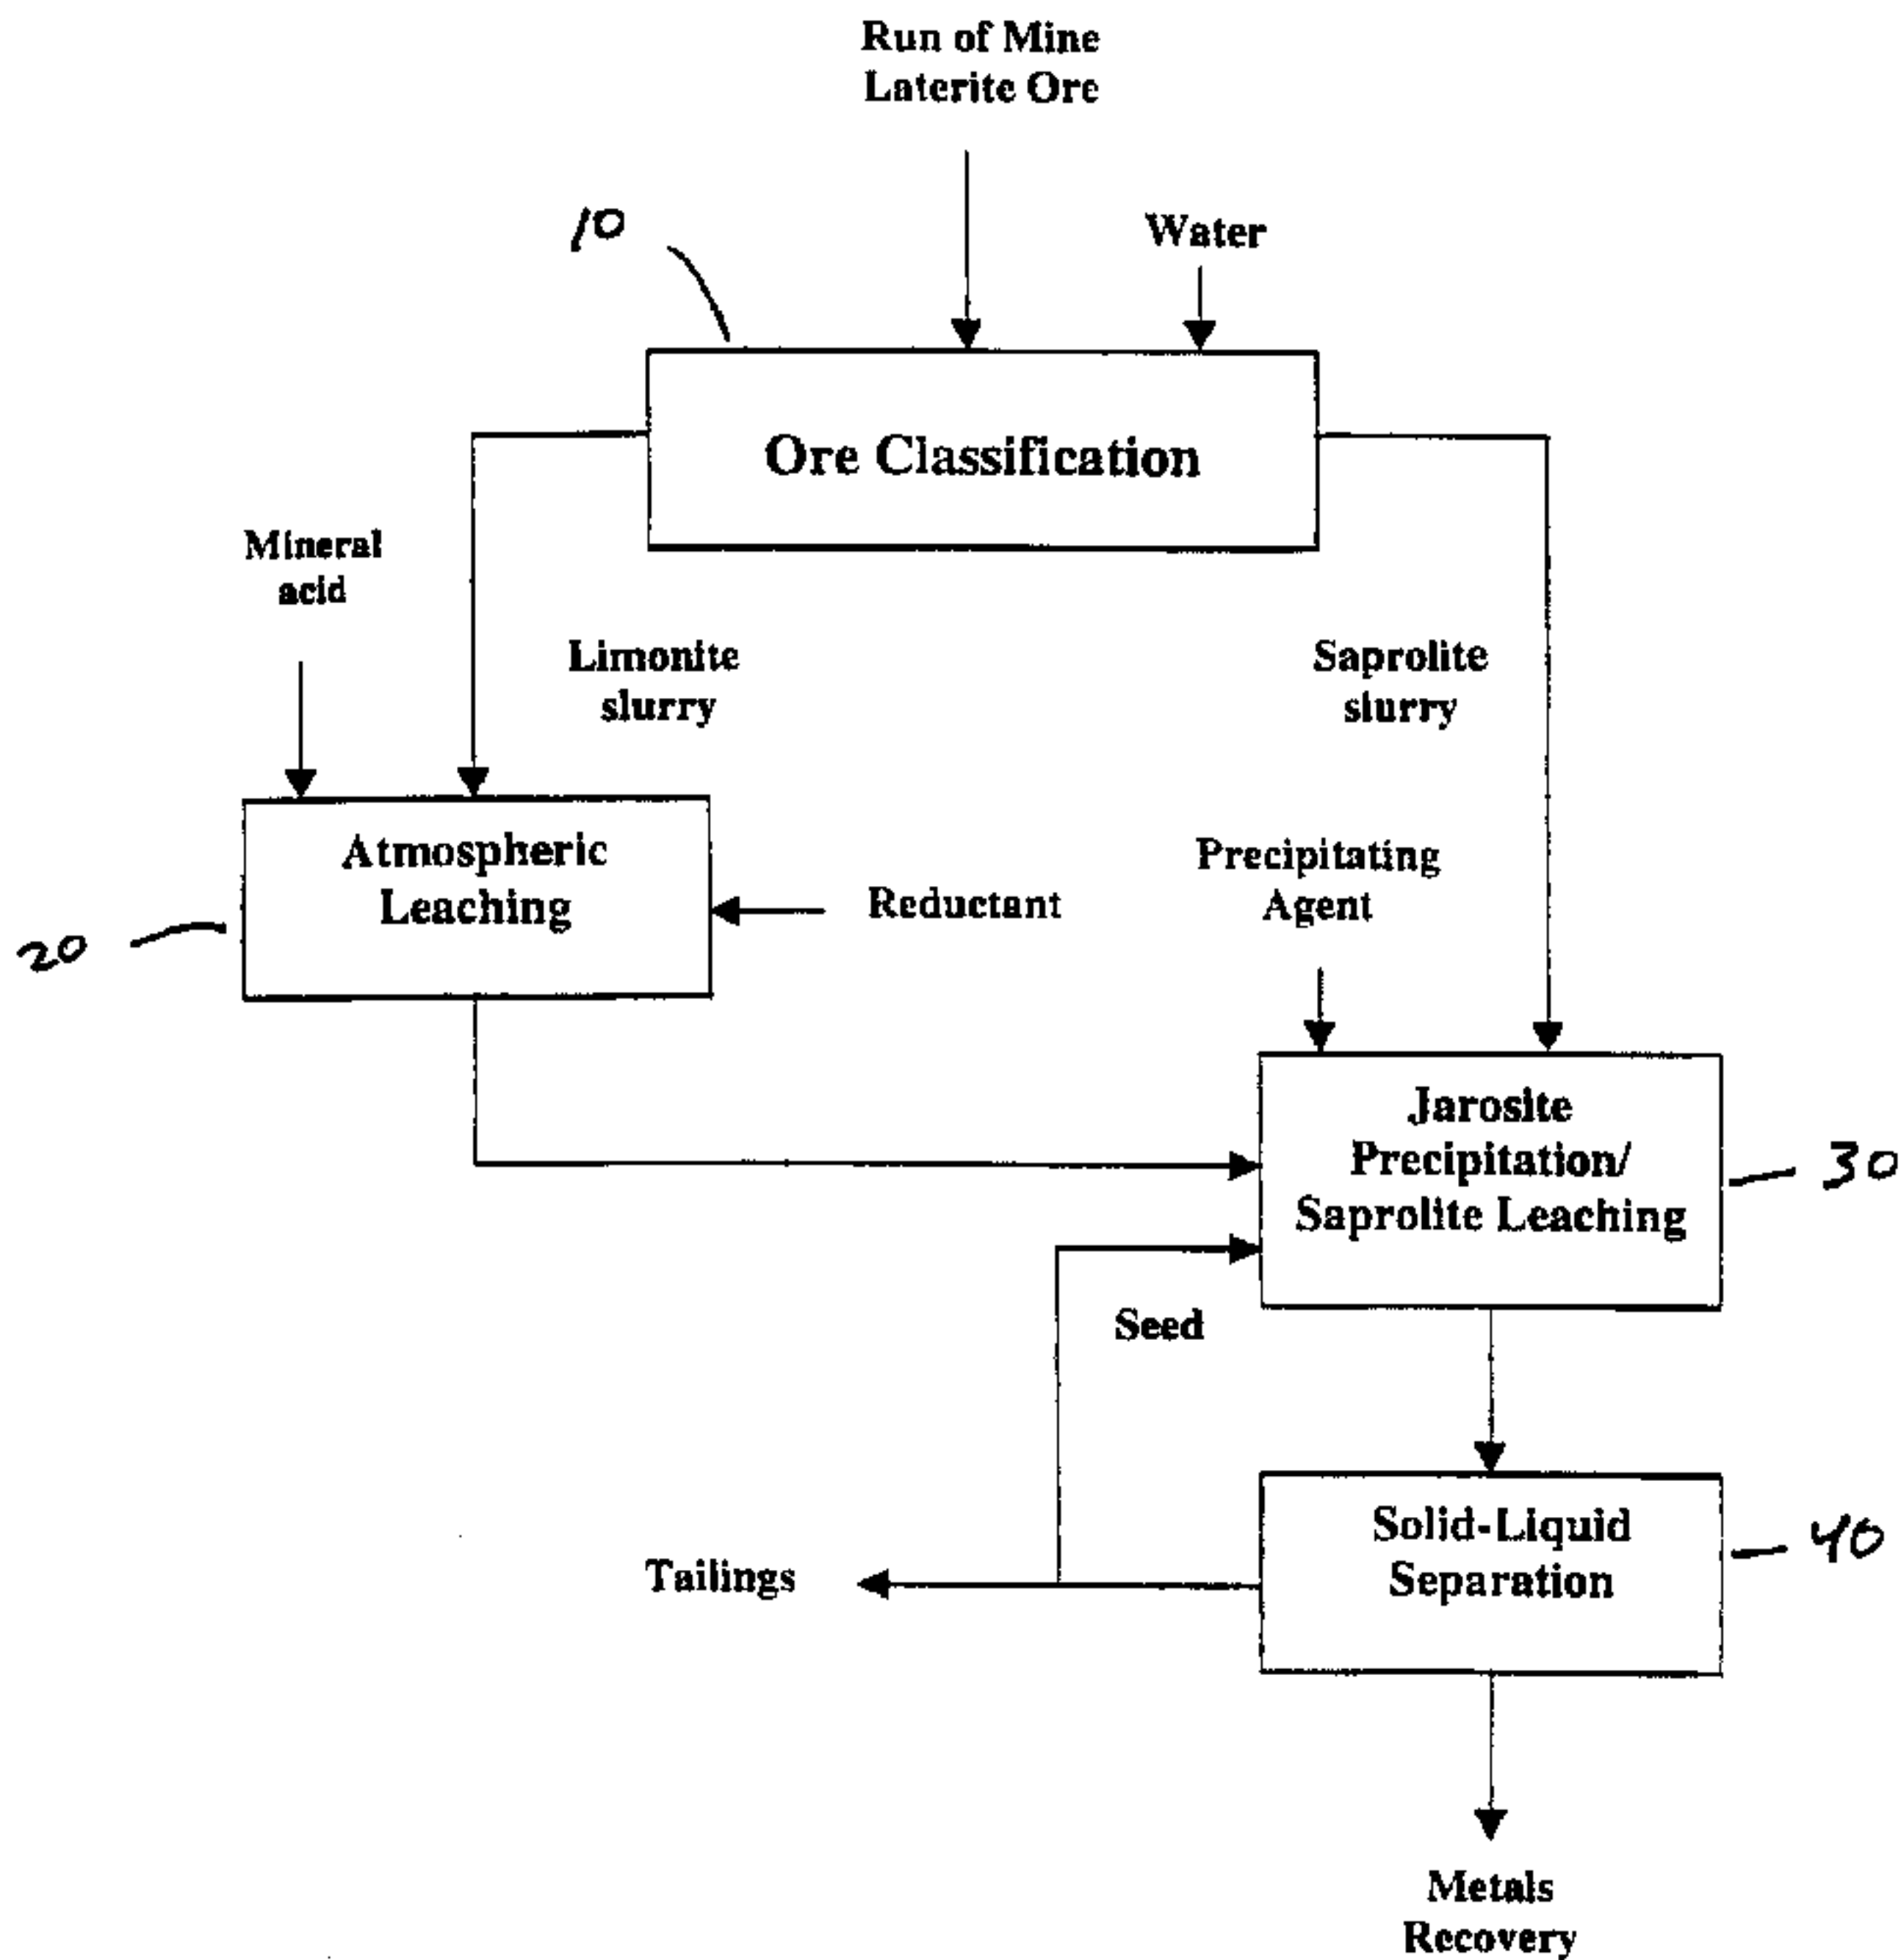 Run of Mine
Laterite Ore
10
Water
Ore Classification
Mineral
acid
Limonite
slurry
Saprolite
slurry
Atmospheric
Leaching
Reductant
Precipitating
Agent
20
Jarosite
Precipitation/
Saprolite Leaching
30
Seed
Solid-Liquid
Separation
40
Tailings
Metals
Recovery